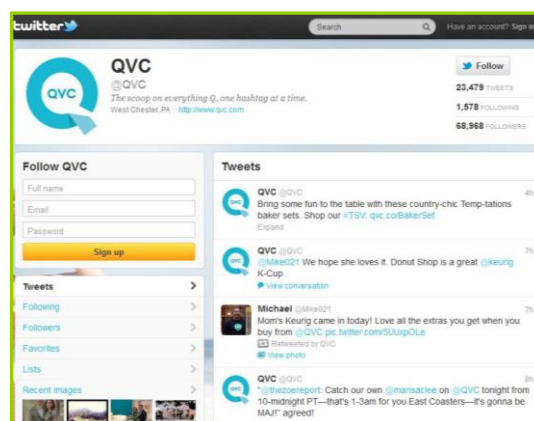 twitter
Search
Have an account? Sign in
QVC
QVC
@QVC
The scoop on everything Q, one hashtag at a time.
West Chester, PA http://www.qvc.com
Follow
23,479 TWEETS
1,578 FOLLOWING
68,968 FOLLOWERS
Follow QVC
Full name
Email
Password
Sign up
Tweets
Following
Followers
Favorites
Lists
Recent images
Tweets
QVC @QVC 4h
Bring some fun to the table with these country-chic Temp-tations
baker sets. Shop our #TSV: qvc.co/BakerSet
Expand
QVC @QVC 7h
@Mike021 We hope she loves it. Donut Shop is a great @keurig
K-Cup.
View conversation
Michael @Mike021 7h
Mom's Keurig came in today! Love all the extras you get when you
buy from @QVC pic.twitter.com/5UUxpOLe
Retweeted by QVC
View photo
QVC @QVC 8h
"@thezoereport: Catch our own @marisaclee on @QVC tonight from
10-midnight PT—that's 1-3am for you East Coasters—it's gonna be
MAJ!" agreed!